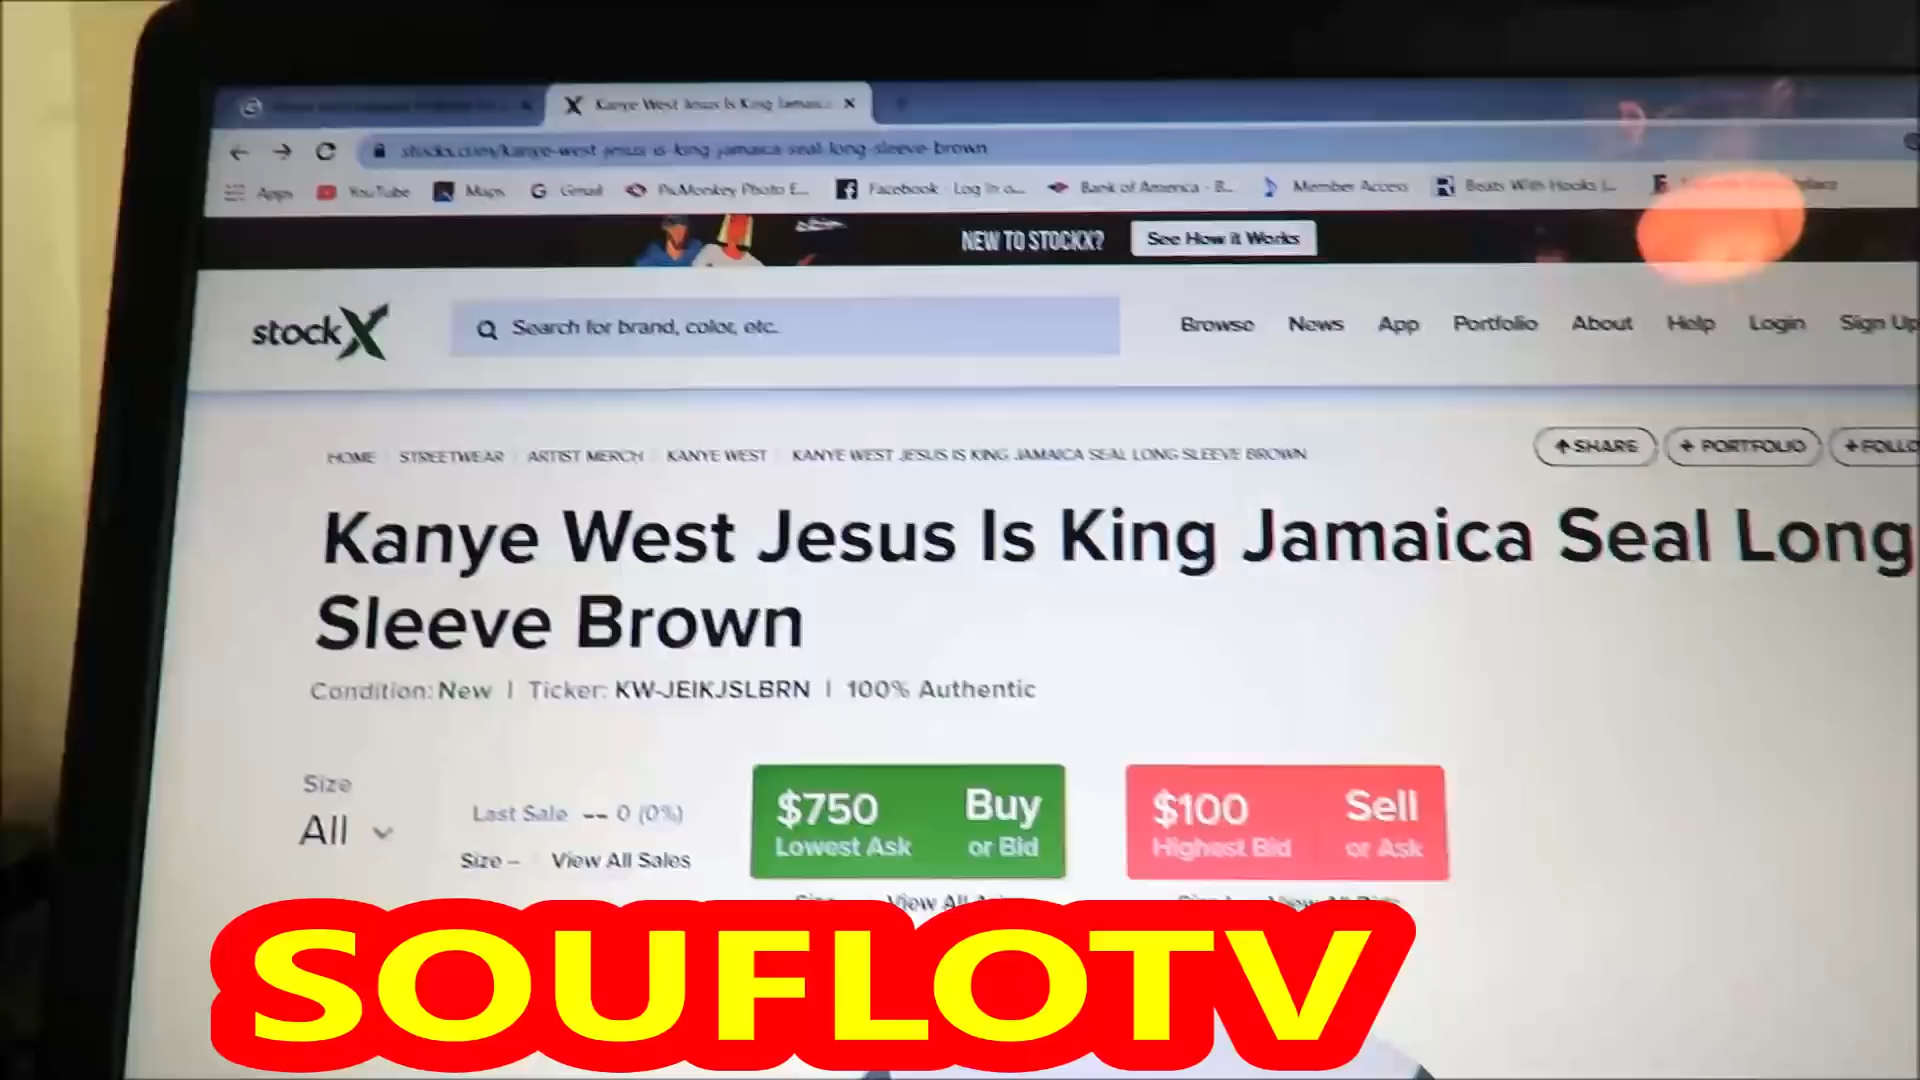 Kanye West Jesus Is King Jamaic
stockx.com/kanye-west-jesus-is-king-jamaica-seal-long-sleeve-brown
Apps YouTube Maps Gmail PicMonkey Photo E... Facebook - Log In o... Bank of America - B... Member Access Beats With Hooks |...
NEW TO STOCKX? See How it Works
stockX Search for brand, color, etc. Browse News App Portfolio About Help Login Sign Up
HOME STREETWEAR ARTIST MERCH KANYE WEST KANYE WEST JESUS IS KING JAMAICA SEAL LONG SLEEVE BROWN SHARE + PORTFOLIO + FOLLO
Kanye West Jesus Is King Jamaica Seal Long
Sleeve Brown
Condition: New | Ticker: KW-JEIKJSLBRN | 100% Authentic
Size
All
Last Sale -- 0 (0%)
Size -- View All Sales
$750 Buy
Lowest Ask or Bid
$100 Sell
Highest Bid or Ask
View All
SOUFLOTV